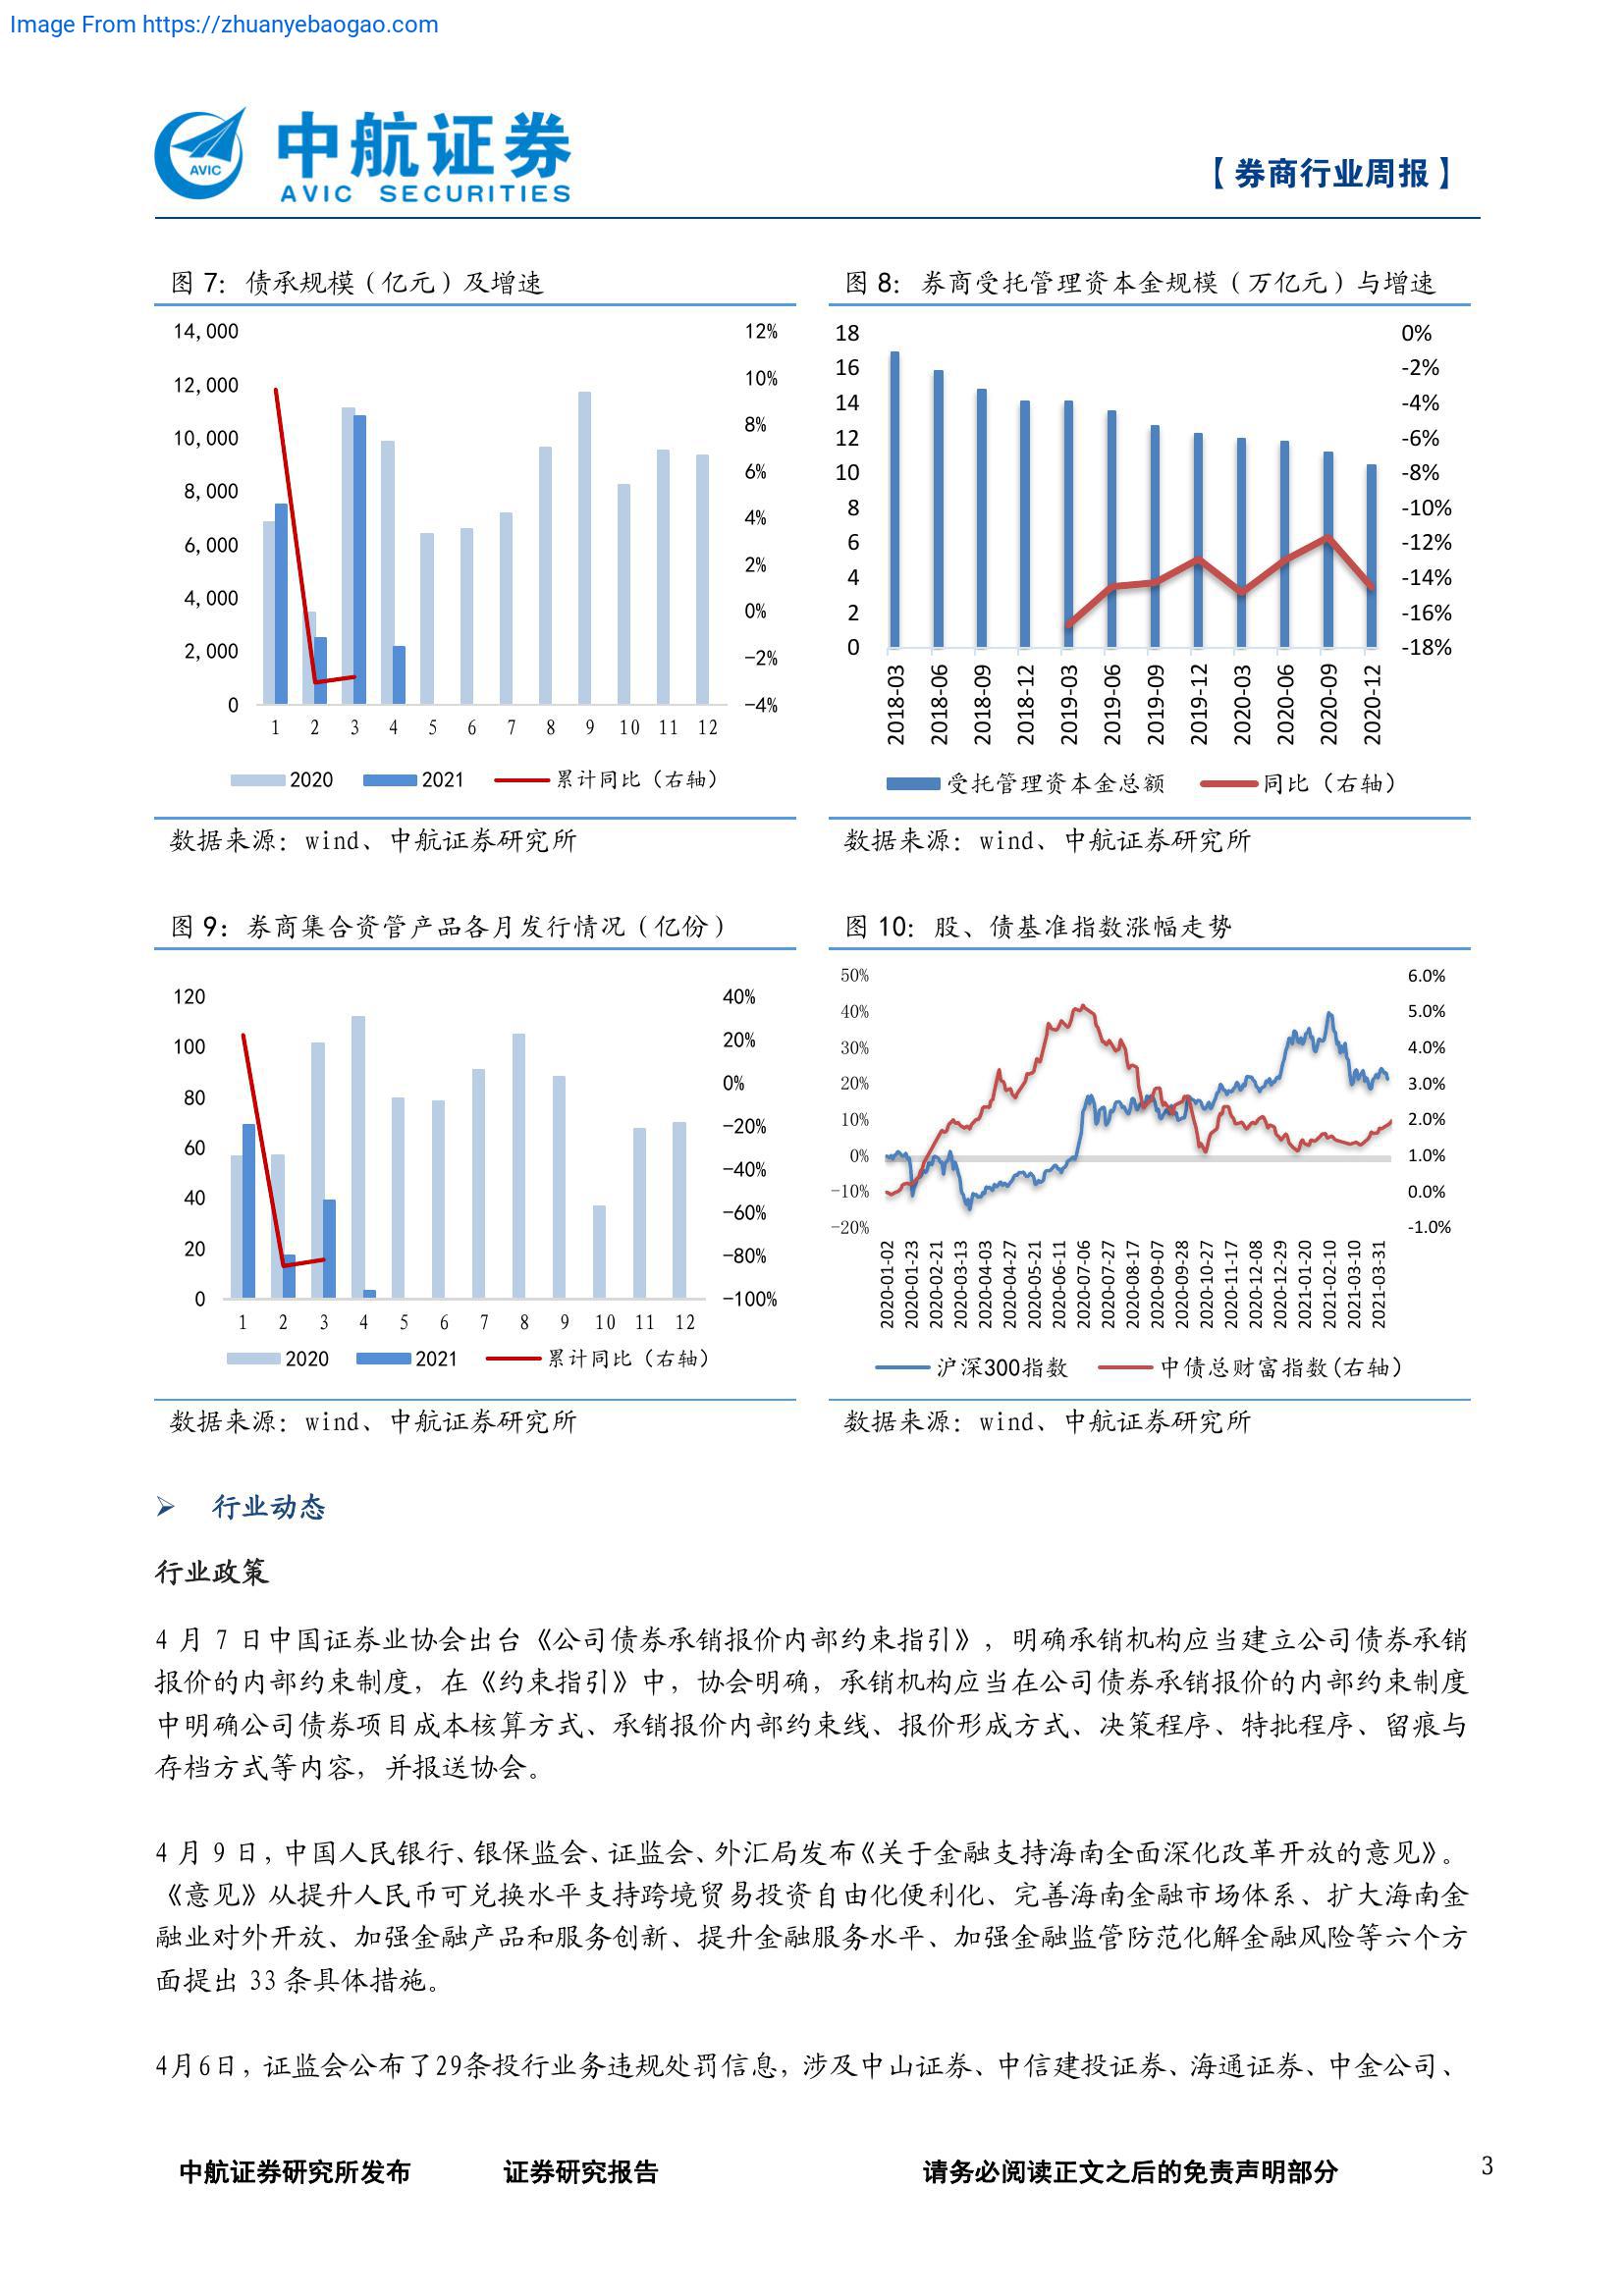 Image From https://zhuanyebaogao.com
AVIC
中航证券
AVIC SECURITIES
【券商行业周报】
图 7：债承规模（亿元）及增速
14,000
12,000
10,000
8,000
6,000
4,000
2,000
0
12%
10%
8%
6%
4%
2%
0%
-2%
-4%
1 2 3 4 5 6 7 8 9 10 11 12
2020 2021 累计同比（右轴）
数据来源：wind、中航证券研究所
图 8：券商受托管理资本金规模（万亿元）与增速
18
16
14
12
10
8
6
4
2
0
0%
-2%
-4%
-6%
-8%
-10%
-12%
-14%
-16%
-18%
2018-03 2018-06 2018-09 2018-12 2019-03 2019-06 2019-09 2019-12 2020-03 2020-06 2020-09 2020-12
受托管理资本金总额 同比（右轴）
数据来源：wind、中航证券研究所
图 9：券商集合资管产品各月发行情况（亿份）
120
100
80
60
40
20
0
40%
20%
0%
-20%
-40%
-60%
-80%
-100%
1 2 3 4 5 6 7 8 9 10 11 12
2020 2021 累计同比（右轴）
数据来源：wind、中航证券研究所
图 10：股、债基准指数涨幅走势
50%
40%
30%
20%
10%
0%
-10%
-20%
6.0%
5.0%
4.0%
3.0%
2.0%
1.0%
0.0%
-1.0%
2020-01-02 2020-01-23 2020-02-21 2020-03-13 2020-04-03 2020-04-27 2020-05-21 2020-06-11 2020-07-06 2020-07-27 2020-08-17 2020-09-07 2020-09-28 2020-10-27 2020-11-17 2020-12-08 2020-12-29 2021-01-20 2021-02-10 2021-03-10 2021-03-31
沪深300指数 中债总财富指数(右轴)
数据来源：wind、中航证券研究所
➢ 行业动态
行业政策
4 月 7 日中国证券业协会出台《公司债券承销报价内部约束指引》，明确承销机构应当建立公司债券承销
报价的内部约束制度，在《约束指引》中，协会明确，承销机构应当在公司债券承销报价的内部约束制度
中明确公司债券项目成本核算方式、承销报价内部约束线、报价形成方式、决策程序、特批程序、留痕与
存档方式等内容，并报送协会。
4 月 9 日，中国人民银行、银保监会、证监会、外汇局发布《关于金融支持海南全面深化改革开放的意见》。
《意见》从提升人民币可兑换水平支持跨境贸易投资自由化便利化、完善海南金融市场体系、扩大海南金
融业对外开放、加强金融产品和服务创新、提升金融服务水平、加强金融监管防范化解金融风险等六个方
面提出 33 条具体措施。
4月6日，证监会公布了29条投行业务违规处罚信息，涉及中山证券、中信建投证券、海通证券、中金公司、
中航证券研究所发布 证券研究报告 请务必阅读正文之后的免责声明部分 3